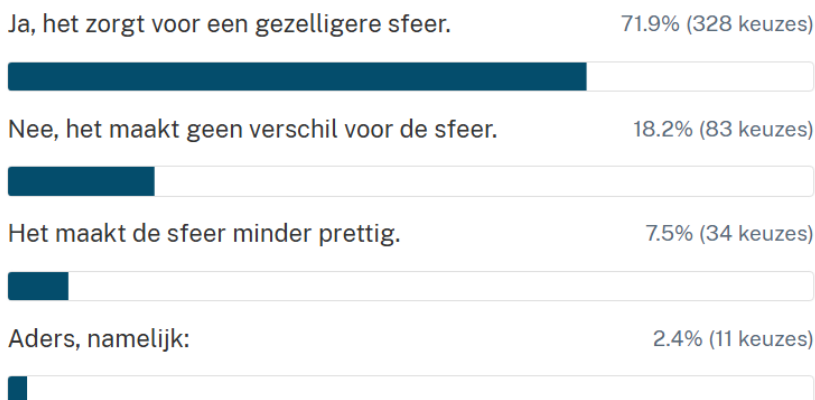 Ja, het zorgt voor een gezelligere sfeer. 71.9% (328 keuzes)
Nee, het maakt geen verschil voor de sfeer. 18.2% (83 keuzes)
Het maakt de sfeer minder prettig. 7.5% (34 keuzes)
Aders, namelijk: 2.4% (11 keuzes)